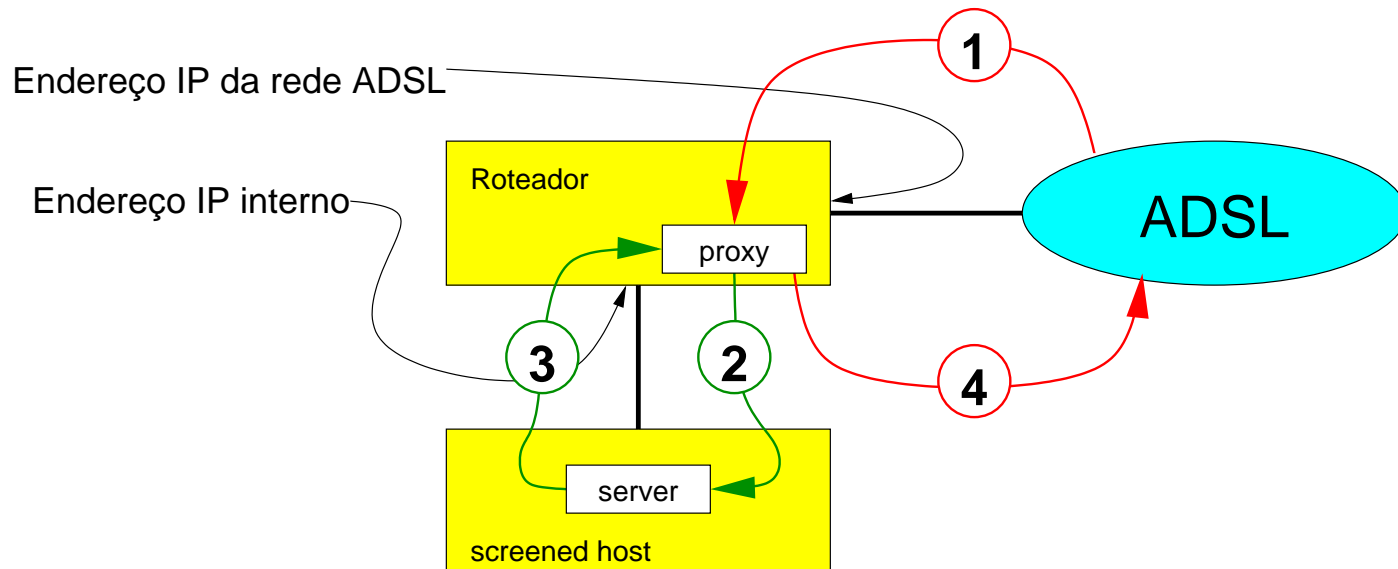 1
Endereço IP da rede ADSL
Roteador
Endereço IP interno
ADSL
proxy
3
2
4
server
screened host